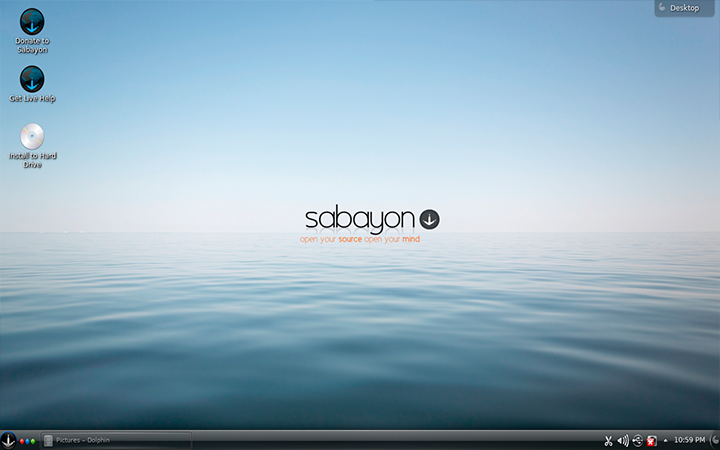 Desktop
Donate to
Sabayon
Get Live Help
Install to Hard
Drive
sabayon
open your source open your mind
Pictures – Dolphin
10:59 PM